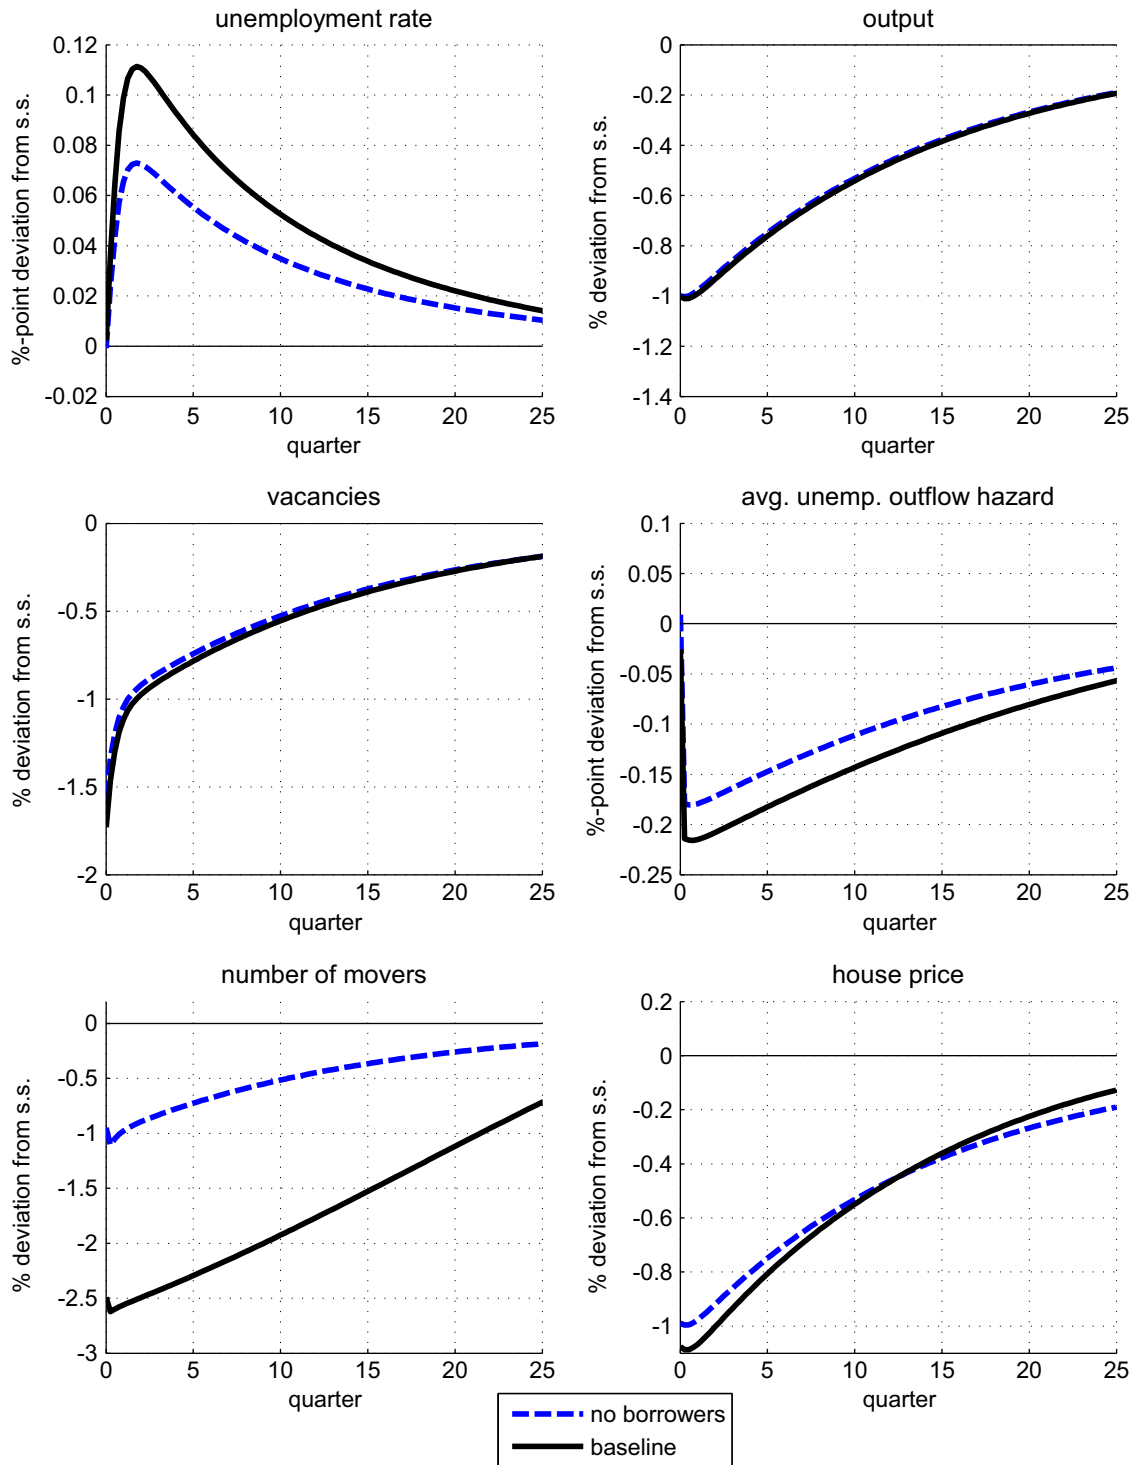 unemployment rate
%-point deviation from s.s.
0.12
0.1
0.08
0.06
0.04
0.02
0
-0.02
0 5 10 15 20 25
quarter
output
% deviation from s.s.
0
-0.2
-0.4
-0.6
-0.8
-1
-1.2
-1.4
0 5 10 15 20 25
quarter
vacancies
% deviation from s.s.
0
-0.5
-1
-1.5
-2
0 5 10 15 20 25
quarter
avg. unemp. outflow hazard
%-point deviation from s.s.
0.1
0.05
0
-0.05
-0.1
-0.15
-0.2
-0.25
0 5 10 15 20 25
quarter
number of movers
% deviation from s.s.
0
-0.5
-1
-1.5
-2
-2.5
-3
0 5 10 15 20 25
quarter
house price
% deviation from s.s.
0.2
0
-0.2
-0.4
-0.6
-0.8
-1
0 5 10 15 20 25
quarter
no borrowers
baseline